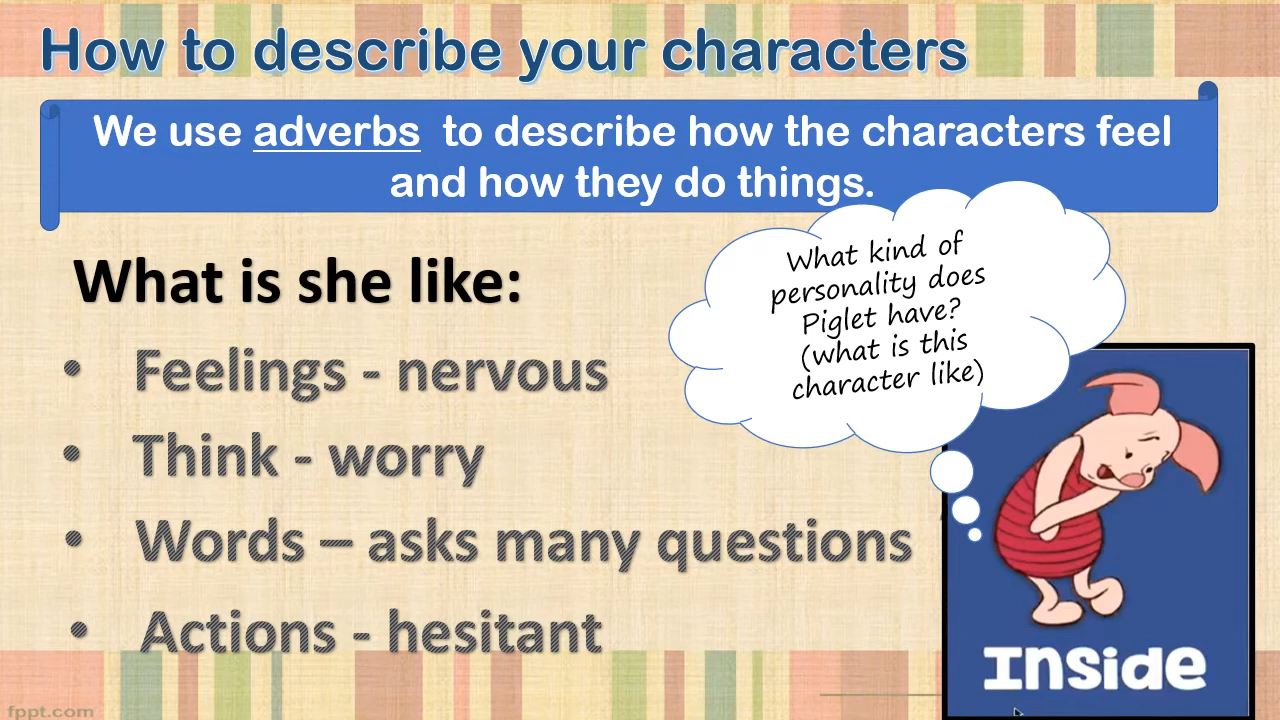 How to describe your characters
We use adverbs to describe how the characters feel
and how they do things.
What kind of
personality does
Piglet have?
(what is this
character like)
What is she like:
• Feelings - nervous
• Think - worry
• Words – asks many questions
• Actions - hesitant
Inside
fppt.com